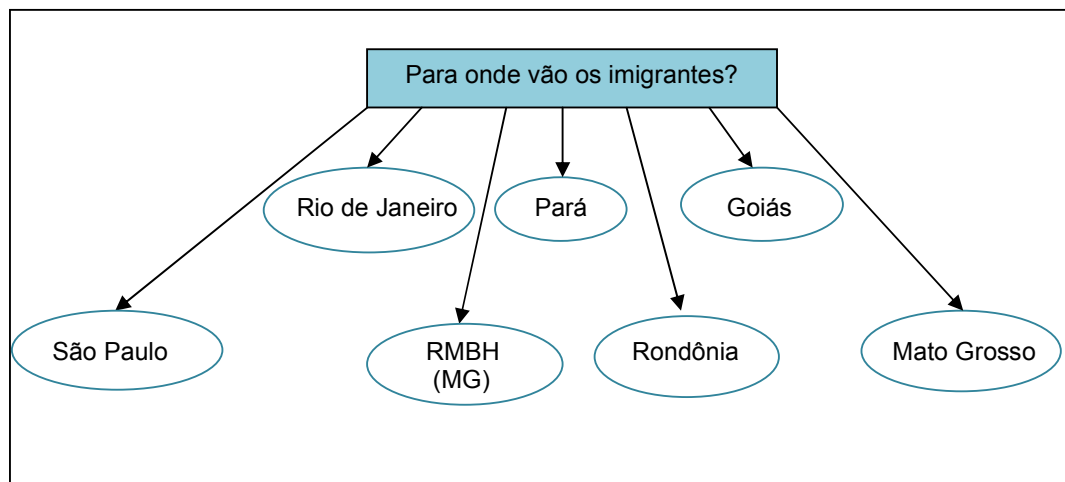 Para onde vão os imigrantes?
Rio de Janeiro
Pará
Goiás
São Paulo
RMBH
(MG)
Rondônia
Mato Grosso